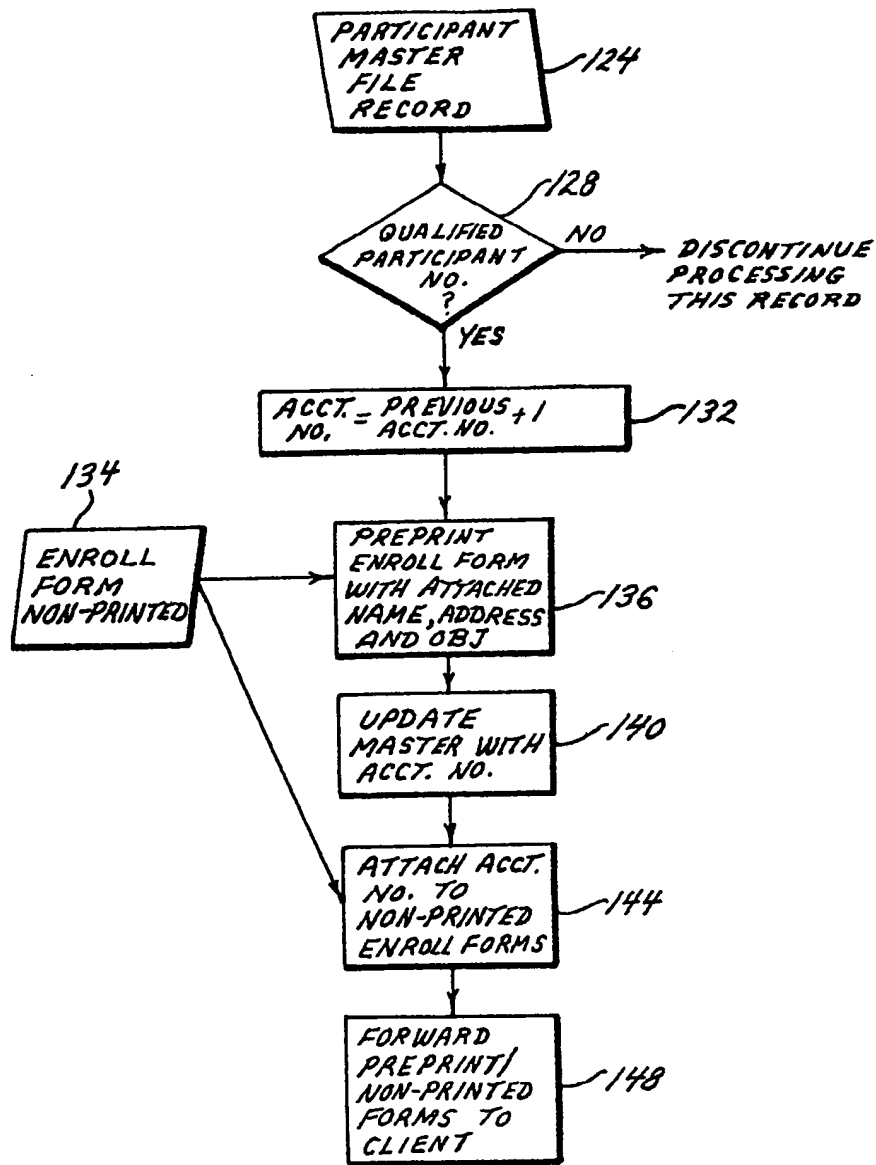 PARTICIPANT
MASTER
FILE
RECORD
124
128
QUALIFIED
PARTICIPANT
NO.
?
NO
DISCONTINUE
PROCESSING
THIS RECORD
YES
ACCT. NO. = PREVIOUS ACCT. NO. + 1
132
134
ENROLL
FORM
NON-PRINTED
PREPRINT
ENROLL FORM
WITH ATTACHED
NAME, ADDRESS
AND OBJ
136
UPDATE
MASTER WITH
ACCT. NO.
140
ATTACH ACCT.
NO. TO
NON-PRINTED
ENROLL FORMS
144
FORWARD
PREPRINT/
NON-PRINTED
FORMS TO
CLIENT
148